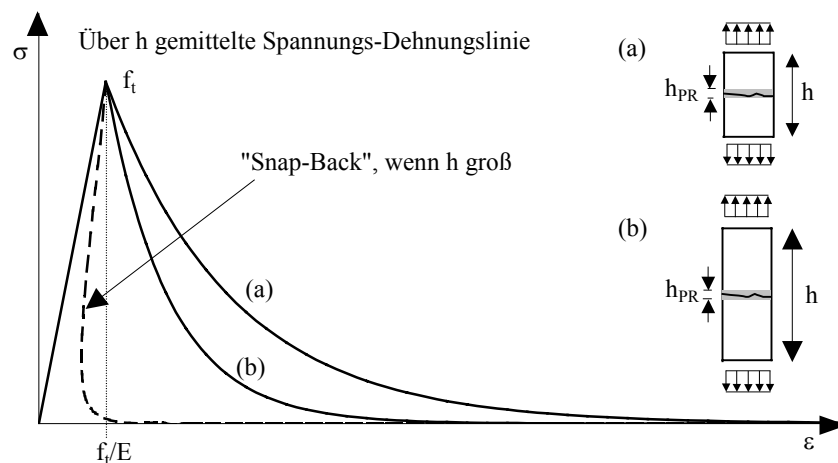 σ
Über h gemittelte Spannungs-Dehnungslinie
f_t
"Snap-Back", wenn h groß
(a)
(b)
f_t/E
ε
(a)
h_PR
h
(b)
h_PR
h